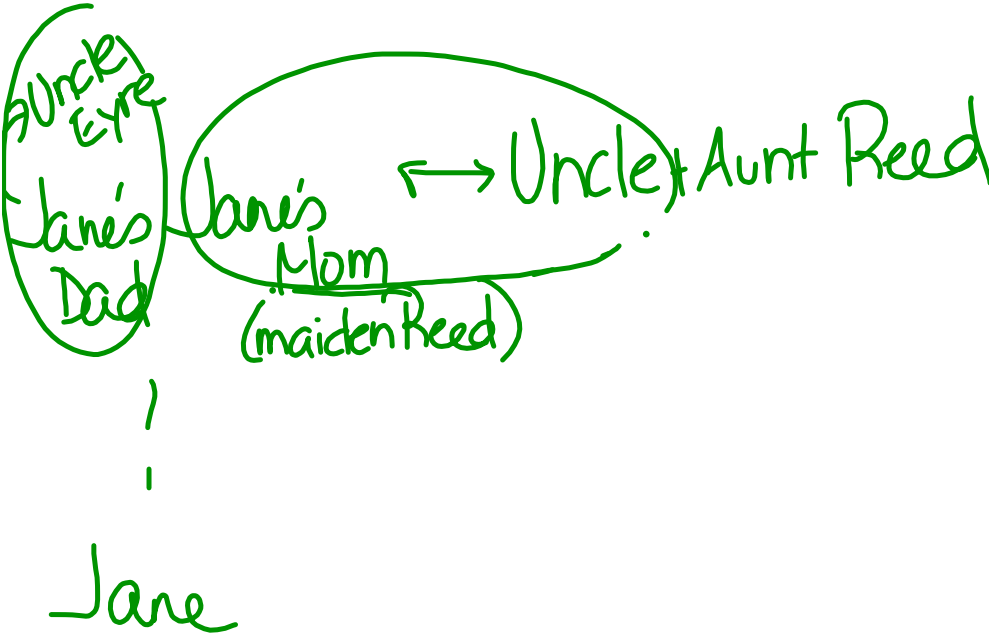 Uncle
Eyre
Jane's
Dad
Jane's
Mom
(maiden Reed)
Uncle + Aunt Reed
Jane